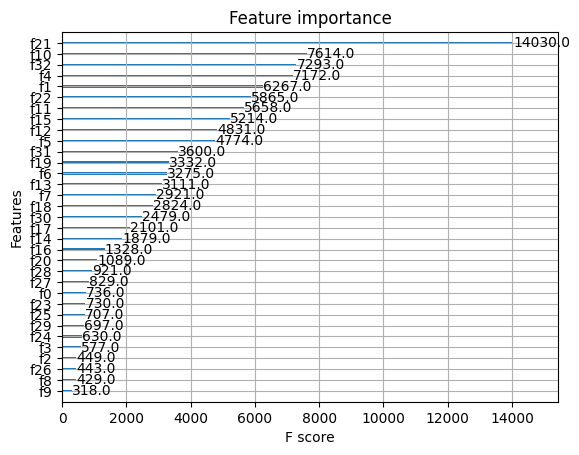 Feature importance
Features
f21 14030.0
f10 7614.0
f32 7293.0
f4 7172.0
f1 6267.0
f22 5865.0
f11 5658.0
f15 5214.0
f12 4831.0
f5 4774.0
f31 3600.0
f19 3332.0
f6 3275.0
f13 3111.0
f7 2921.0
f18 2824.0
f30 2479.0
f17 2101.0
f14 1879.0
f16 1328.0
f20 1089.0
f28 921.0
f27 829.0
f0 736.0
f23 730.0
f25 707.0
f29 697.0
f24 630.0
f3 577.0
f2 449.0
f26 443.0
f8 429.0
f9 318.0
0 2000 4000 6000 8000 10000 12000 14000
F score